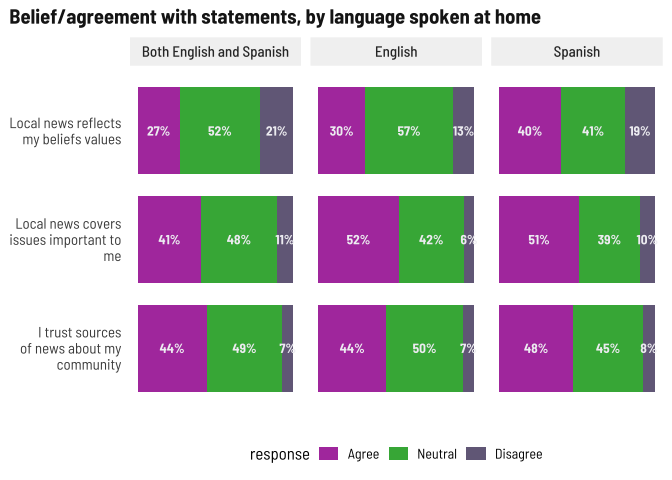 Belief/agreement with statements, by language spoken at home
Both English and Spanish English Spanish
Local news reflects
my beliefs values
27% 52% 21% 30% 57% 13% 40% 41% 19%
Local news covers
issues important to
me
41% 48% 11% 52% 42% 6% 51% 39% 10%
I trust sources
of news about my
community
44% 49% 7% 44% 50% 7% 48% 45% 8%
response Agree Neutral Disagree